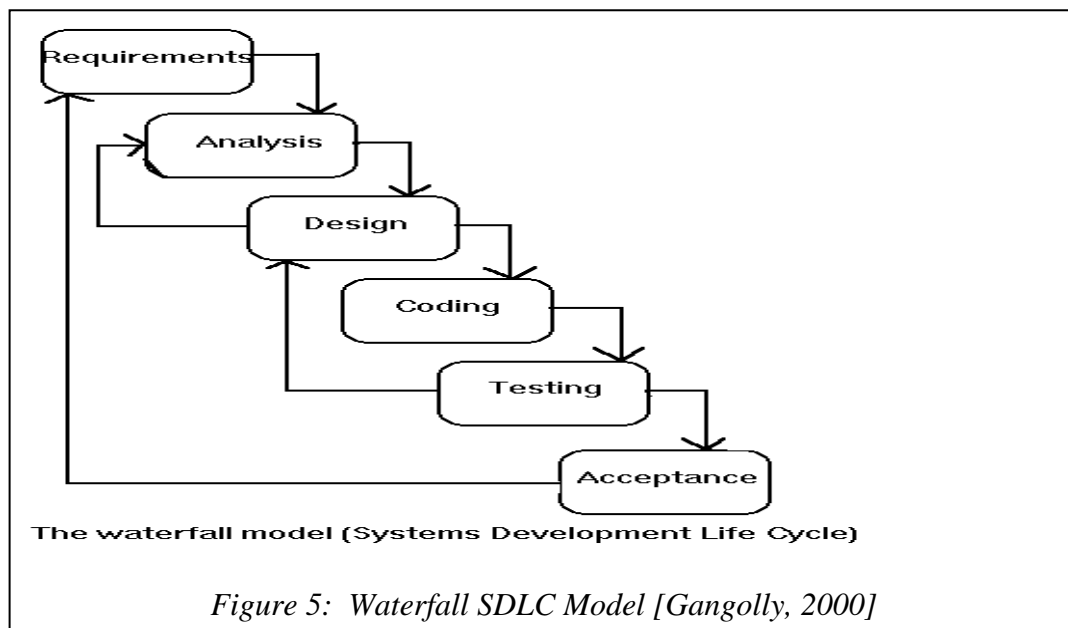 Requirements
Analysis
Design
Coding
Testing
Acceptance
The waterfall model (Systems Development Life Cycle)
Figure 5:  Waterfall SDLC Model [Gangolly, 2000]